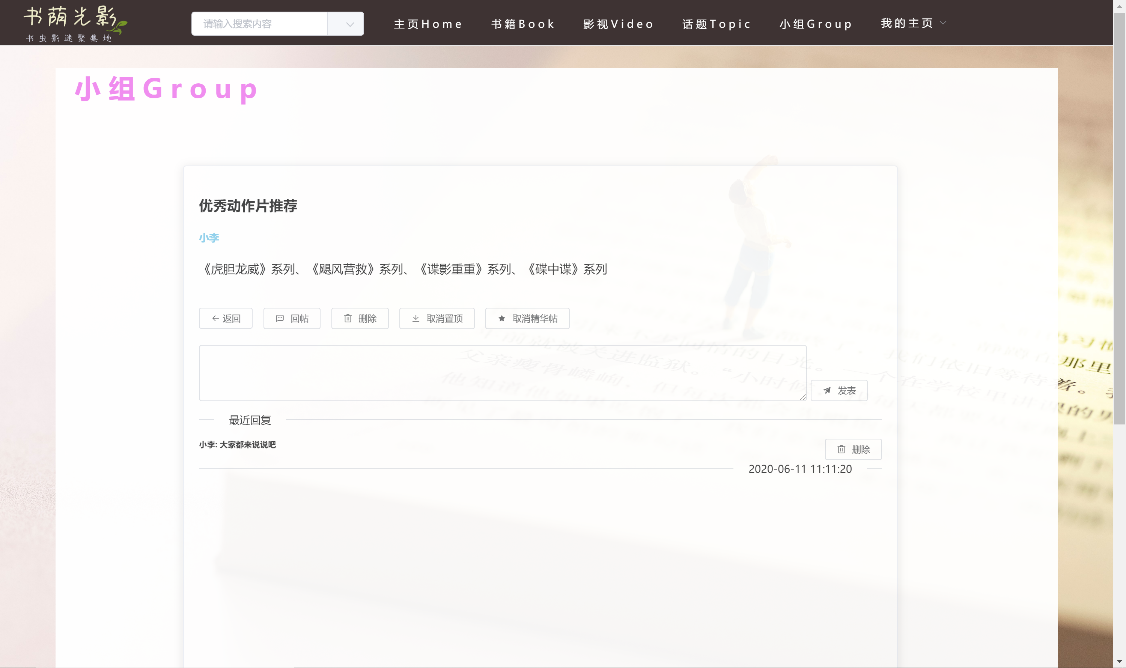 书荫光影
书虫影迷聚集地
请输入搜索内容
主页Home 书籍Book 影视Video 话题Topic 小组Group 我的主页
小组Group
优秀动作片推荐
小李
《虎胆龙威》系列、《飓风营救》系列、《谍影重重》系列、《碟中谍》系列
返回 回帖 删除 取消置顶 取消精华帖
发表
最近回复
小李: 大家都来说说吧
删除
2020-06-11 11:11:20
那里